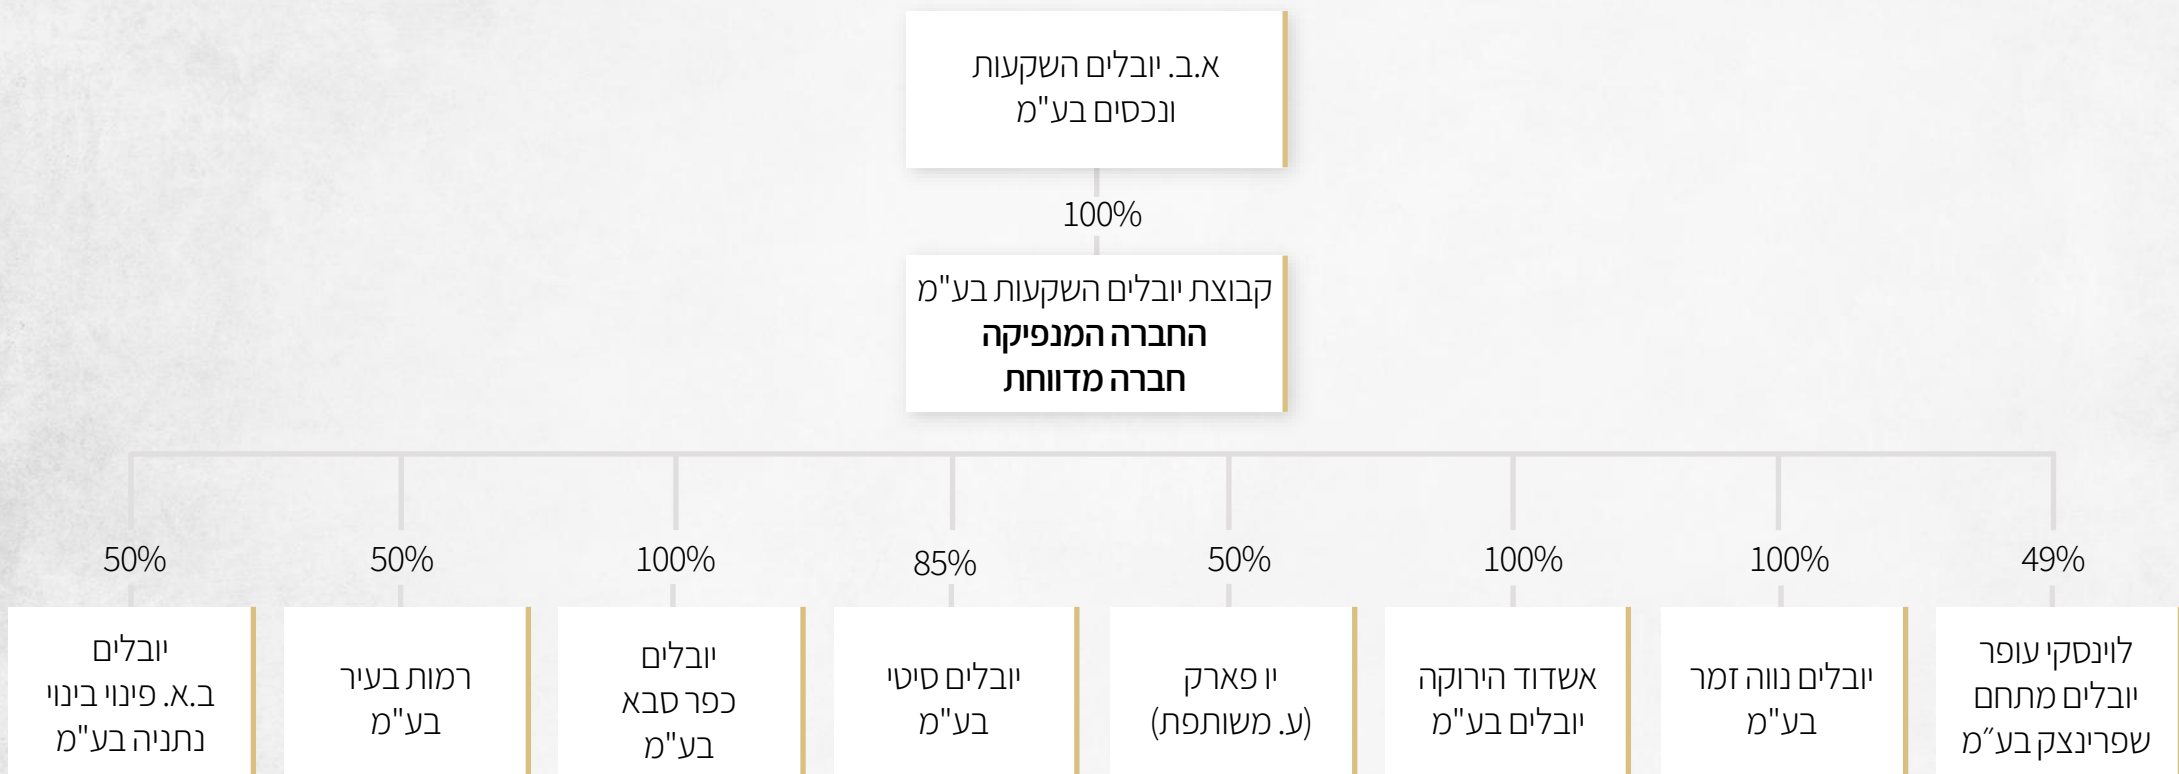 א.ב. יובלים השקעות
ונכסים בע"מ
100%
קבוצת יובלים השקעות בע"מ
החברה המנפיקה
חברה מדווחת
49%
לוינסקי עופר
יובלים מתחם
שפרינצק בע״מ
100%
יובלים נווה זמר
בע"מ
100%
אשדוד הירוקה
יובלים בע"מ
50%
יו פארק
(ע. משותפת)
85%
יובלים סיטי
בע"מ
100%
יובלים
כפר סבא
בע"מ
50%
רמות בעיר
בע"מ
50%
יובלים
ב.א. פינוי בינוי
נתניה בע"מ